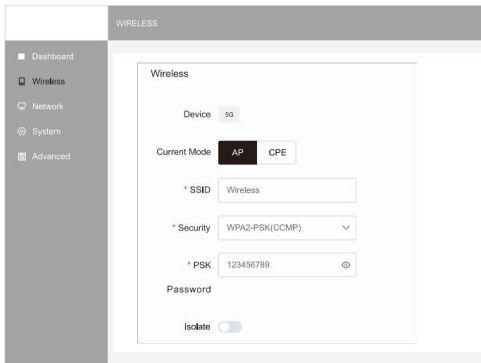 WIRELESS
Dashboard
Wireless
Network
System
Advanced
Wireless
Device 5G
Current Mode AP CPE
* SSID Wireless
* Security WPA2-PSK(CCMP)
* PSK 123456789
Password
Isolate